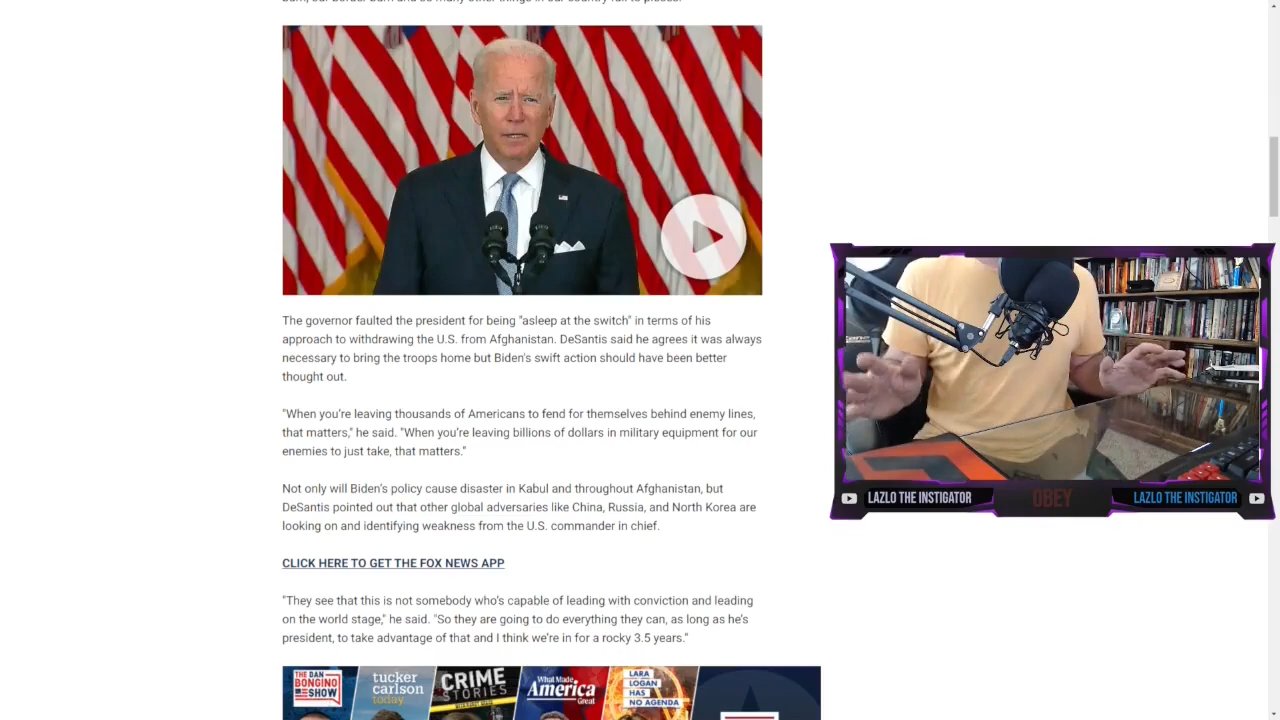 The governor faulted the president for being "asleep at the switch" in terms of his
approach to withdrawing the U.S. from Afghanistan. DeSantis said he agrees it was always
necessary to bring the troops home but Biden's swift action should have been better
thought out.
"When you're leaving thousands of Americans to fend for themselves behind enemy lines,
that matters," he said. "When you're leaving billions of dollars in military equipment for our
enemies to just take, that matters."
Not only will Biden's policy cause disaster in Kabul and throughout Afghanistan, but
DeSantis pointed out that other global adversaries like China, Russia, and North Korea are
looking on and identifying weakness from the U.S. commander in chief.
CLICK HERE TO GET THE FOX NEWS APP
"They see that this is not somebody who's capable of leading with conviction and leading
on the world stage," he said. "So they are going to do everything they can, as long as he's
president, to take advantage of that and I think we're in for a rocky 3.5 years."
THE DAN
BONGINO
SHOW
tucker
carlson
today
CRIME
STORIES
What Made
America
Great
LARA
LOGAN
HAS
NO AGENDA
LAZLO THE INSTIGATOR
OBEY
LAZLO THE INSTIGATOR